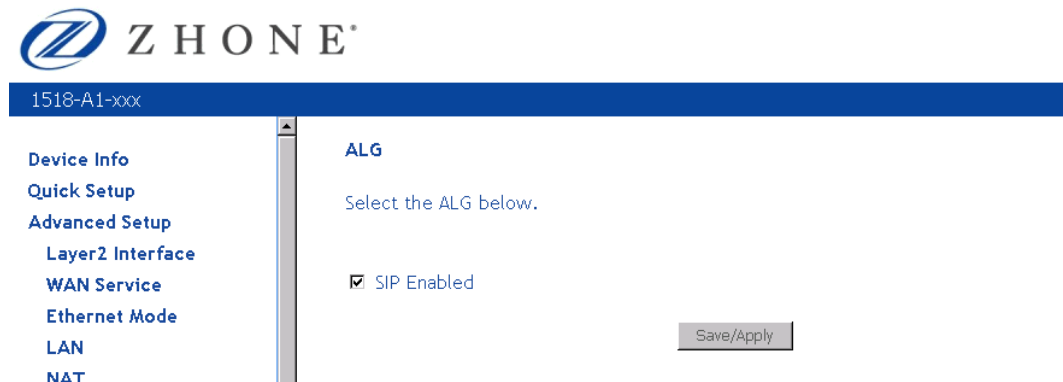 ZHONE
1518-A1-xxx
Device Info
Quick Setup
Advanced Setup
Layer2 Interface
WAN Service
Ethernet Mode
LAN
NAT
ALG
Select the ALG below.
SIP Enabled
Save/Apply